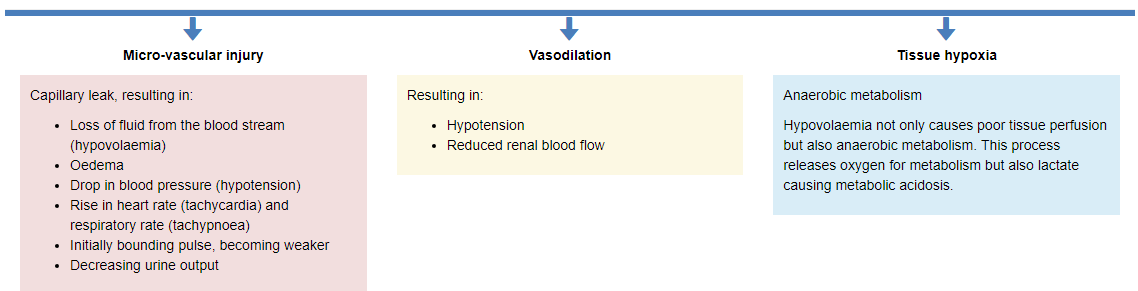 Micro-vascular injury
Capillary leak, resulting in:
• Loss of fluid from the blood stream
(hypovolaemia)
• Oedema
• Drop in blood pressure (hypotension)
• Rise in heart rate (tachycardia) and
respiratory rate (tachypnoea)
• Initially bounding pulse, becoming weaker
• Decreasing urine output
Vasodilation
Resulting in:
• Hypotension
• Reduced renal blood flow
Tissue hypoxia
Anaerobic metabolism
Hypovolaemia not only causes poor tissue perfusion
but also anaerobic metabolism. This process
releases oxygen for metabolism but also lactate
causing metabolic acidosis.